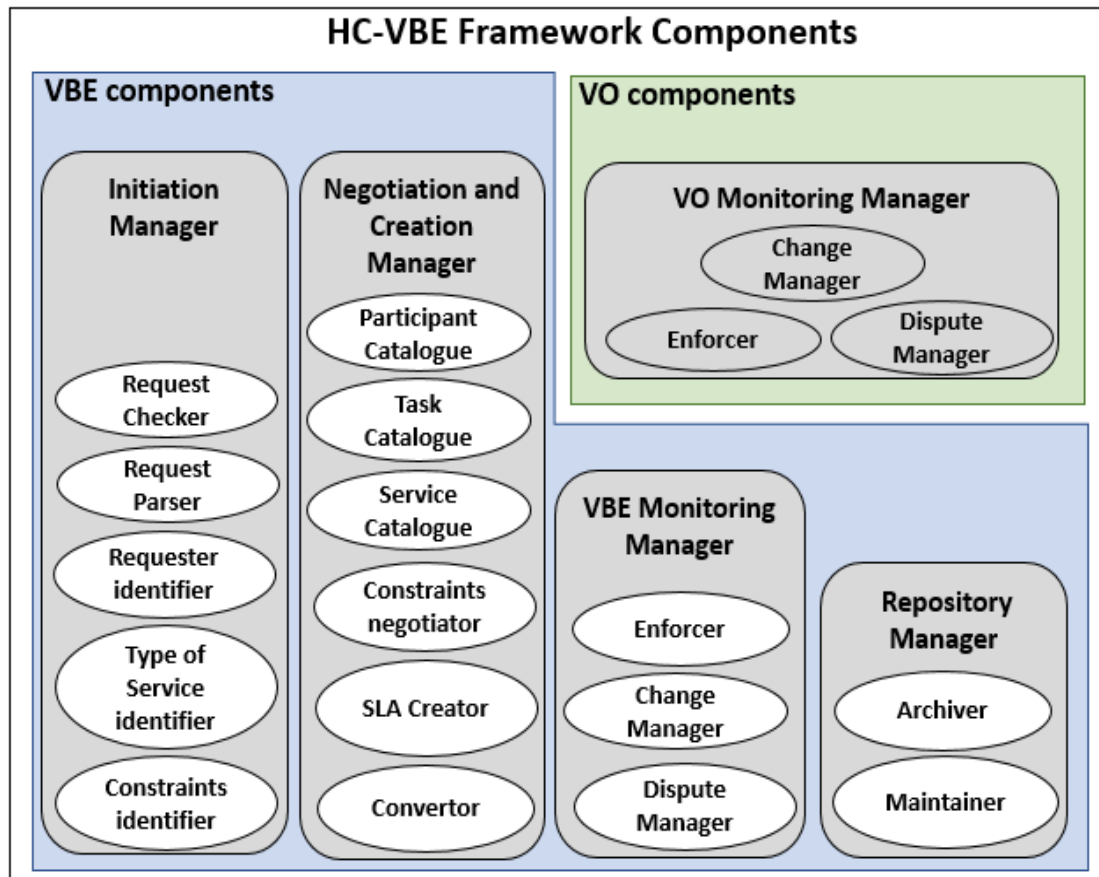 HC-VBE Framework Components
VBE components
Initiation
Manager
Request
Checker
Request
Parser
Requester
identifier
Type of
Service
identifier
Constraints
identifier
Negotiation and
Creation
Manager
Participant
Catalogue
Task
Catalogue
Service
Catalogue
Constraints
negotiator
SLA Creator
Convertor
VO components
VO Monitoring Manager
Change
Manager
Enforcer
Dispute
Manager
VBE Monitoring
Manager
Enforcer
Change
Manager
Dispute
Manager
Repository
Manager
Archiver
Maintainer